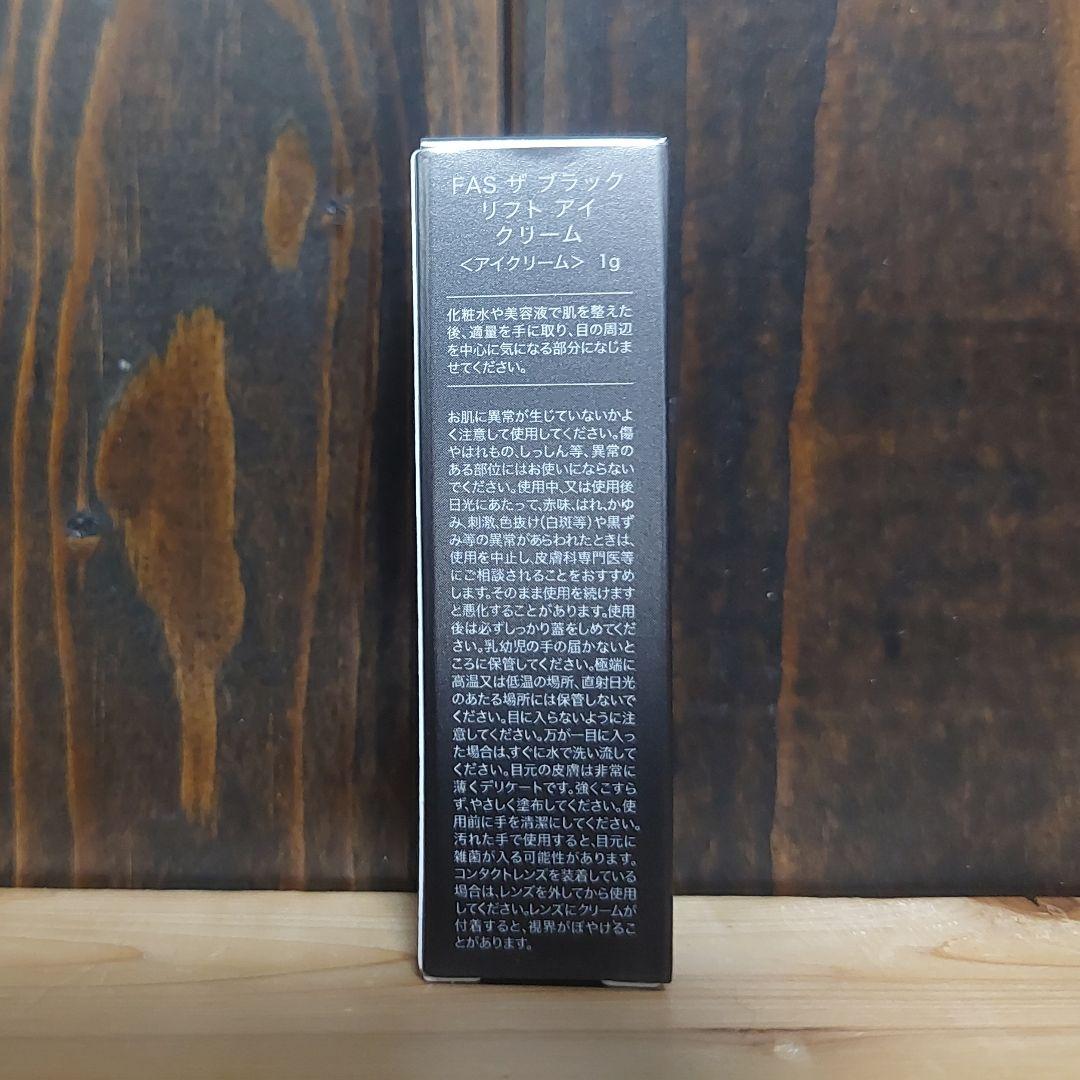 FAS ザ ブラック
リフト アイ
クリーム
＜アイクリーム＞ 1g
化粧水や美容液で肌を整えた
後、適量を手に取り、目の周辺
を中心に気になる部分になじま
せてください。
お肌に異常が生じていないかよ
く注意して使用してください。傷
やはれもの、しっしん等、異常の
ある部位にはお使いにならない
でください。使用中、又は使用後
日光にあたって、赤味、はれ、かゆ
み、刺激、色抜け(白斑等)や黒ず
み等の異常があらわれたときは、
使用を中止し、皮膚科専門医等
にご相談されることをおすすめ
します。そのまま使用を続けます
と悪化することがあります。使用
後は必ずしっかり蓋をしめてくだ
さい。乳幼児の手の届かないと
ころに保管してください。極端に
高温又は低温の場所、直射日光
のあたる場所には保管しないで
ください。目に入らないように注
意してください。万が一目に入っ
た場合は、すぐに水で洗い流して
ください。目元の皮膚は非常に
薄くデリケートです。強くこすら
ず、やさしく塗布してください。使
用前に手を清潔にしてください。
汚れた手で使用すると、目元に
雑菌が入る可能性があります。
コンタクトレンズを装着している
場合は、レンズを外してから使用
してください。レンズにクリームが
付着すると、視界がぼやけるこ
とがあります。